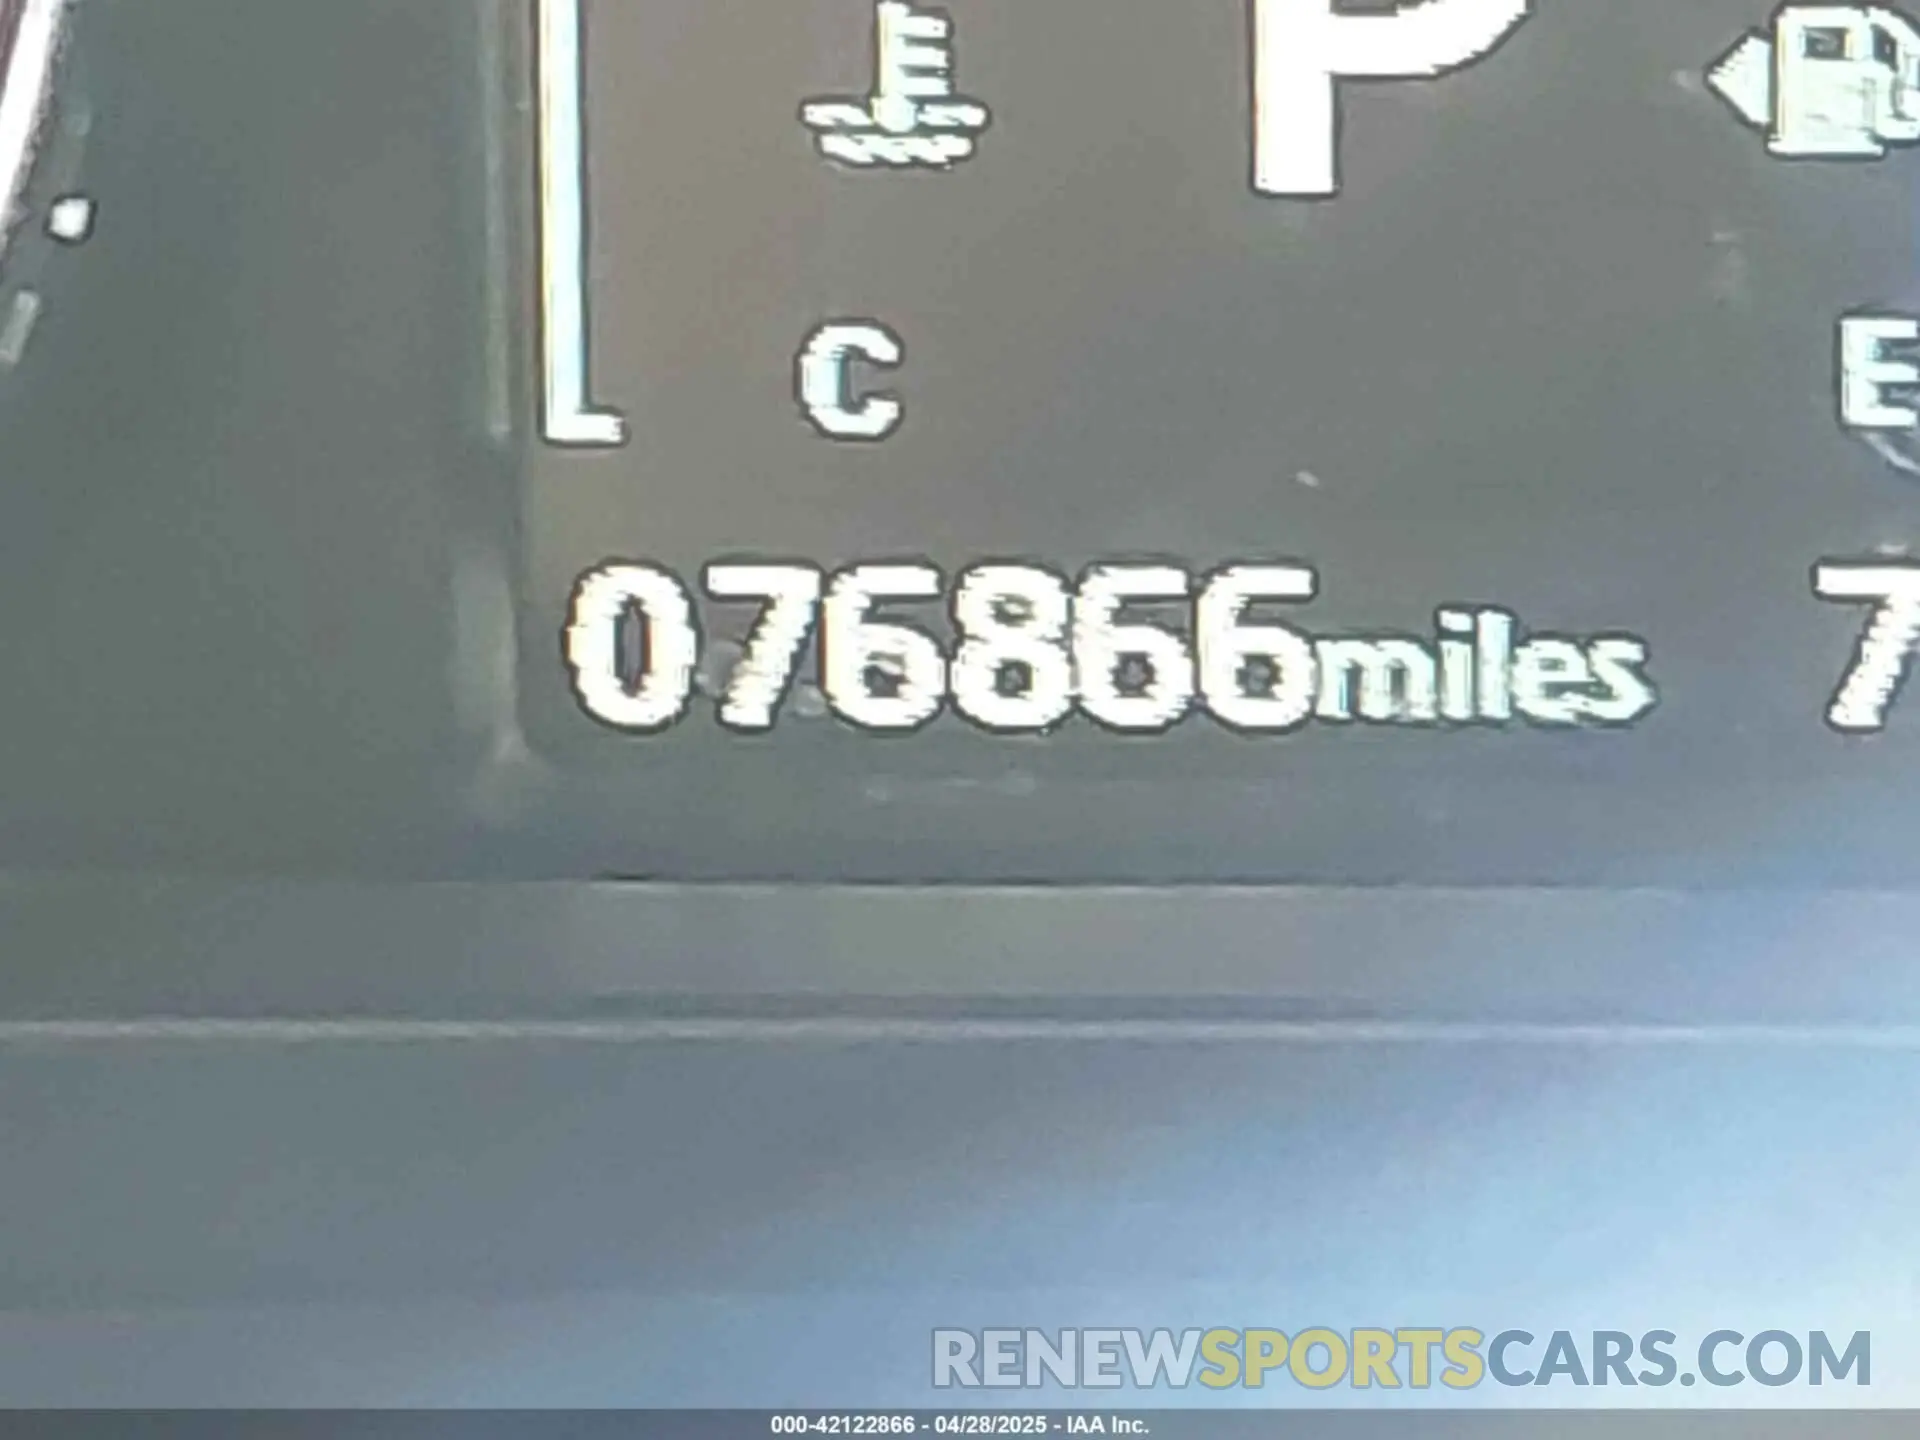 P
C
E
076866miles
7
RENEWSPORTSCARS.COM
000-42122866 - 04/28/2025 - IAA Inc.